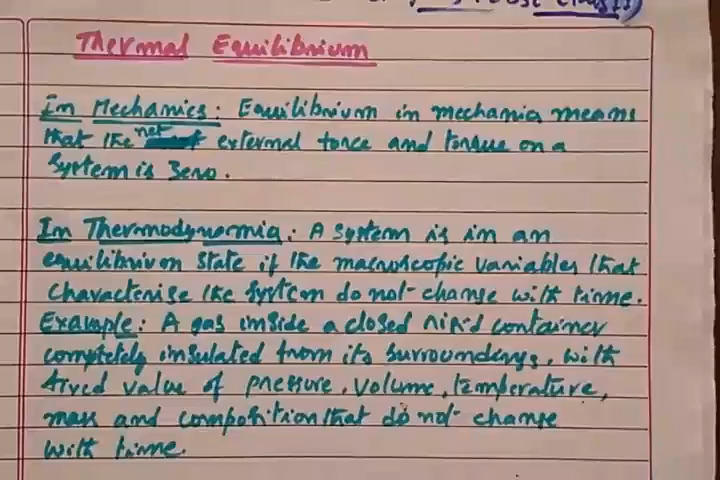 Thermal Equilibrium
In Mechanics: Equilibrium in mechanics means
that the net external force and torque on a
system is zero.
In Thermodynamics: A system is in an
equilibrium state if the macroscopic variables that
characterise the system do not change with time.
Example: A gas inside a closed rigid container
completely insulated from its surroundings, with
fixed value of pressure, volume, temperature,
mass and composition that do not change
with time.